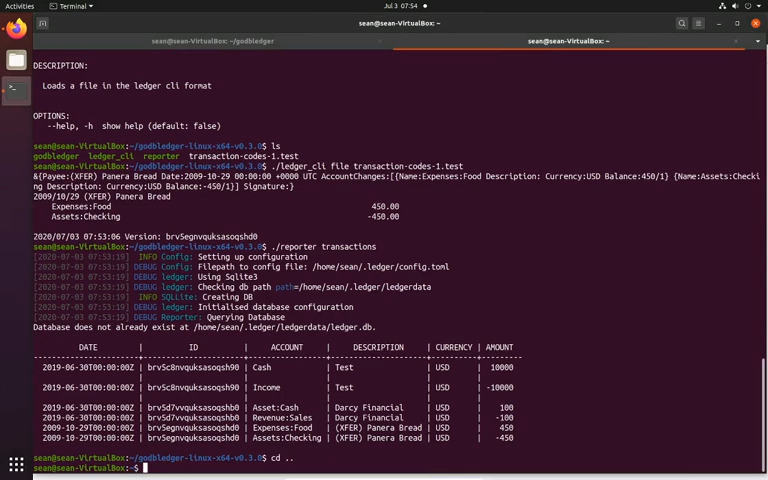 Activities Terminal Jul 3 07:54
sean@sean-VirtualBox: ~
sean@sean-VirtualBox: ~/godbledger
sean@sean-VirtualBox: ~
DESCRIPTION:
Loads a file in the ledger cli format
OPTIONS:
--help, -h show help (default: false)
sean@sean-VirtualBox:~/godbledger-linux-x64-v0.3.0$ ls
godbledger ledger_cli reporter transaction-codes-1.test
sean@sean-VirtualBox:~/godbledger-linux-x64-v0.3.0$ ./ledger_cli file transaction-codes-1.test
&{Payee:(XFER) Panera Bread Date:2009-10-29 00:00:00 +0000 UTC AccountChanges:[{Name:Expenses:Food Description: Currency:USD Balance:450/1} {Name:Assets:Checki
ng Description: Currency:USD Balance:-450/1}] Signature:}
2009/10/29 (XFER) Panera Bread
Expenses:Food 450.00
Assets:Checking -450.00
2020/07/03 07:53:06 Version: brv5egnvquksasoqshd0
sean@sean-VirtualBox:~/godbledger-linux-x64-v0.3.0$ ./reporter transactions
[2020-07-03 07:53:19] INFO Config: Setting up configuration
[2020-07-03 07:53:19] DEBUG Config: Filepath to config file: /home/sean/.ledger/config.toml
[2020-07-03 07:53:19] DEBUG ledger: Using Sqlite3
[2020-07-03 07:53:19] DEBUG ledger: Checking db path path=/home/sean/.ledger/ledgerdata
[2020-07-03 07:53:19] INFO SQLLite: Creating DB
[2020-07-03 07:53:19] DEBUG ledger: Initialised database configuration
[2020-07-03 07:53:19] DEBUG Reporter: Querying Database
Database does not already exist at /home/sean/.ledger/ledgerdata/ledger.db.
DATE | ID | ACCOUNT | DESCRIPTION | CURRENCY | AMOUNT
2019-06-30T00:00:00Z | brv5c8nvquksasoqsh90 | Cash | Test | USD | 10000
2019-06-30T00:00:00Z | brv5c8nvquksasoqsh90 | Income | Test | USD | -10000
2019-06-30T00:00:00Z | brv5d7vvquksasoqshb0 | Asset:Cash | Darcy Financial | USD | 100
2019-06-30T00:00:00Z | brv5d7vvquksasoqshb0 | Revenue:Sales | Darcy Financial | USD | -100
2009-10-29T00:00:00Z | brv5egnvquksasoqshd0 | Expenses:Food | (XFER) Panera Bread | USD | 450
2009-10-29T00:00:00Z | brv5egnvquksasoqshd0 | Assets:Checking | (XFER) Panera Bread | USD | -450
sean@sean-VirtualBox:~/godbledger-linux-x64-v0.3.0$ cd ..
sean@sean-VirtualBox:~$